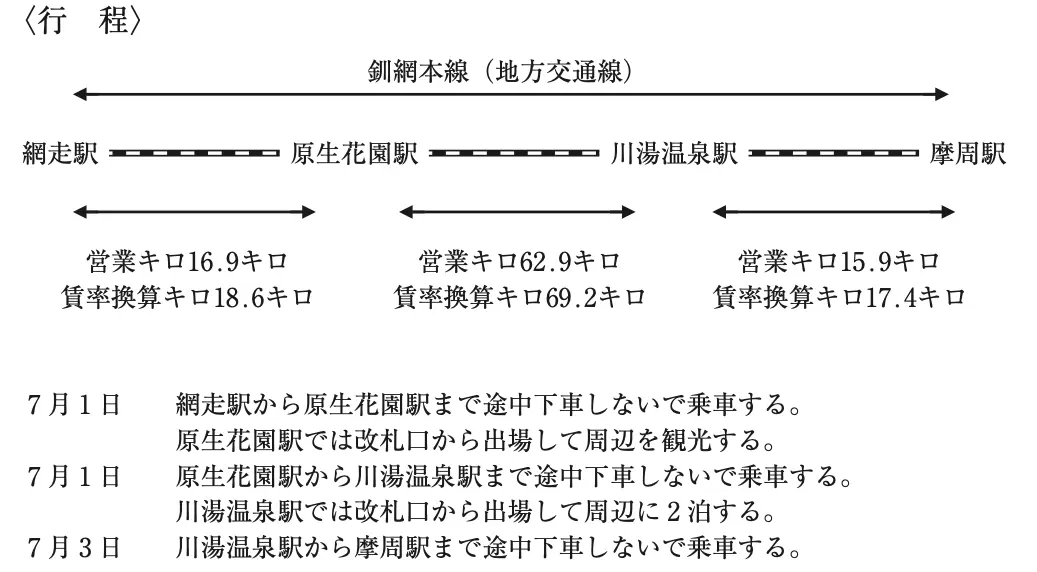 〈行　程〉
釧網本線（地方交通線）
網走駅　原生花園駅　川湯温泉駅　摩周駅
営業キロ16.9キロ　営業キロ62.9キロ　営業キロ15.9キロ
賃率換算キロ18.6キロ　賃率換算キロ69.2キロ　賃率換算キロ17.4キロ
７月１日　網走駅から原生花園駅まで途中下車しないで乗車する。
原生花園駅では改札口から出場して周辺を観光する。
７月１日　原生花園駅から川湯温泉駅まで途中下車しないで乗車する。
川湯温泉駅では改札口から出場して周辺に２泊する。
７月３日　川湯温泉駅から摩周駅まで途中下車しないで乗車する。